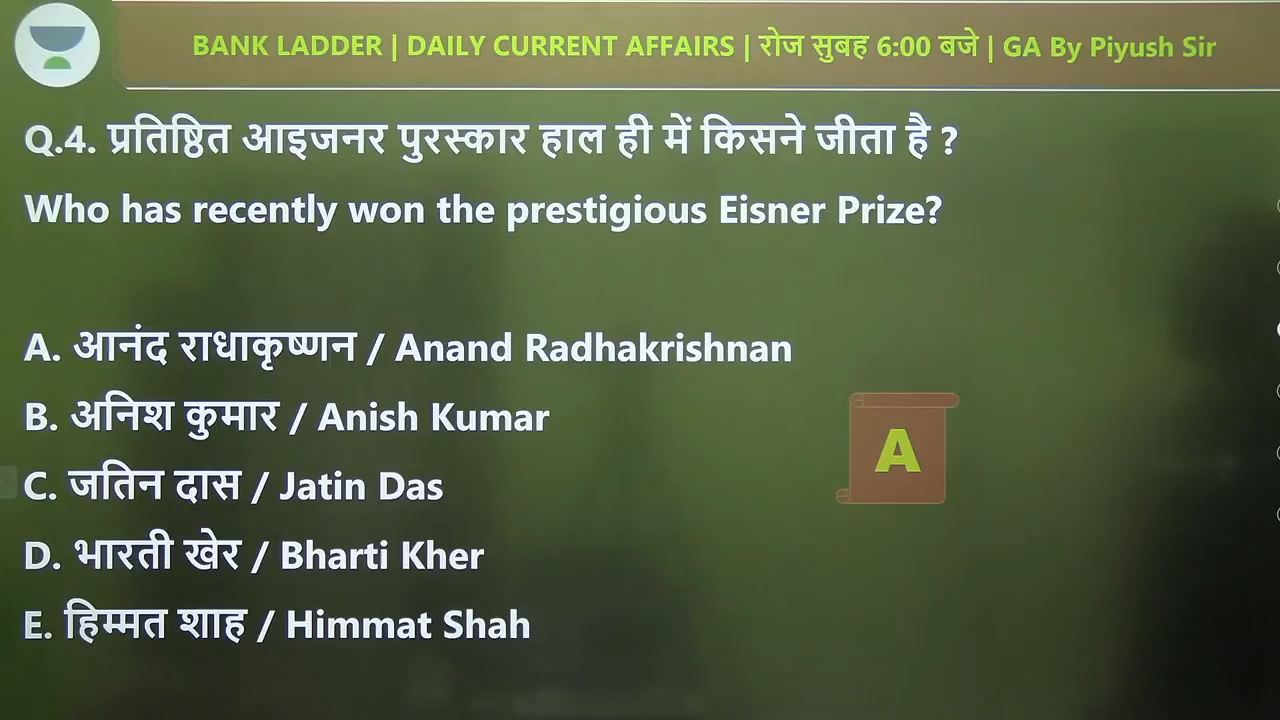 BANK LADDER | DAILY CURRENT AFFAIRS | रोज सुबह 6:00 बजे | GA By Piyush Sir
Q.4. प्रतिष्ठित आइजनर पुरस्कार हाल ही में किसने जीता है ?
Who has recently won the prestigious Eisner Prize?
A. आनंद राधाकृष्णन / Anand Radhakrishnan
B. अनिश कुमार / Anish Kumar
A
C. जतिन दास / Jatin Das
D. भारती खेर / Bharti Kher
E. हिम्मत शाह / Himmat Shah